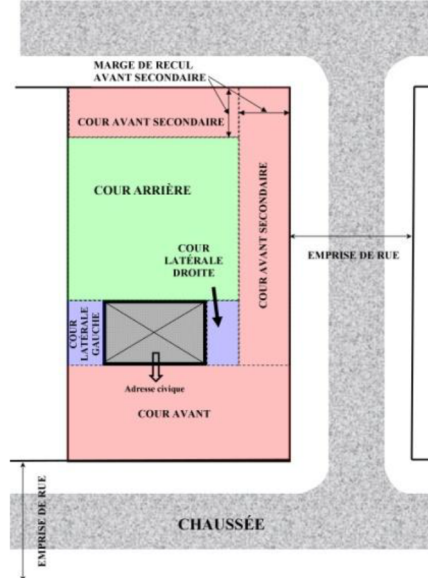 MARGE DE RECUL
AVANT SECONDAIRE
COUR AVANT SECONDAIRE
COUR ARRIÈRE
COUR AVANT SECONDAIRE
COUR
LATÉRALE
DROITE
EMPRISE DE RUE
COUR
LATÉRALE
GAUCHE
Adresse civique
COUR AVANT
EMPRISE DE RUE
CHAUSSÉE